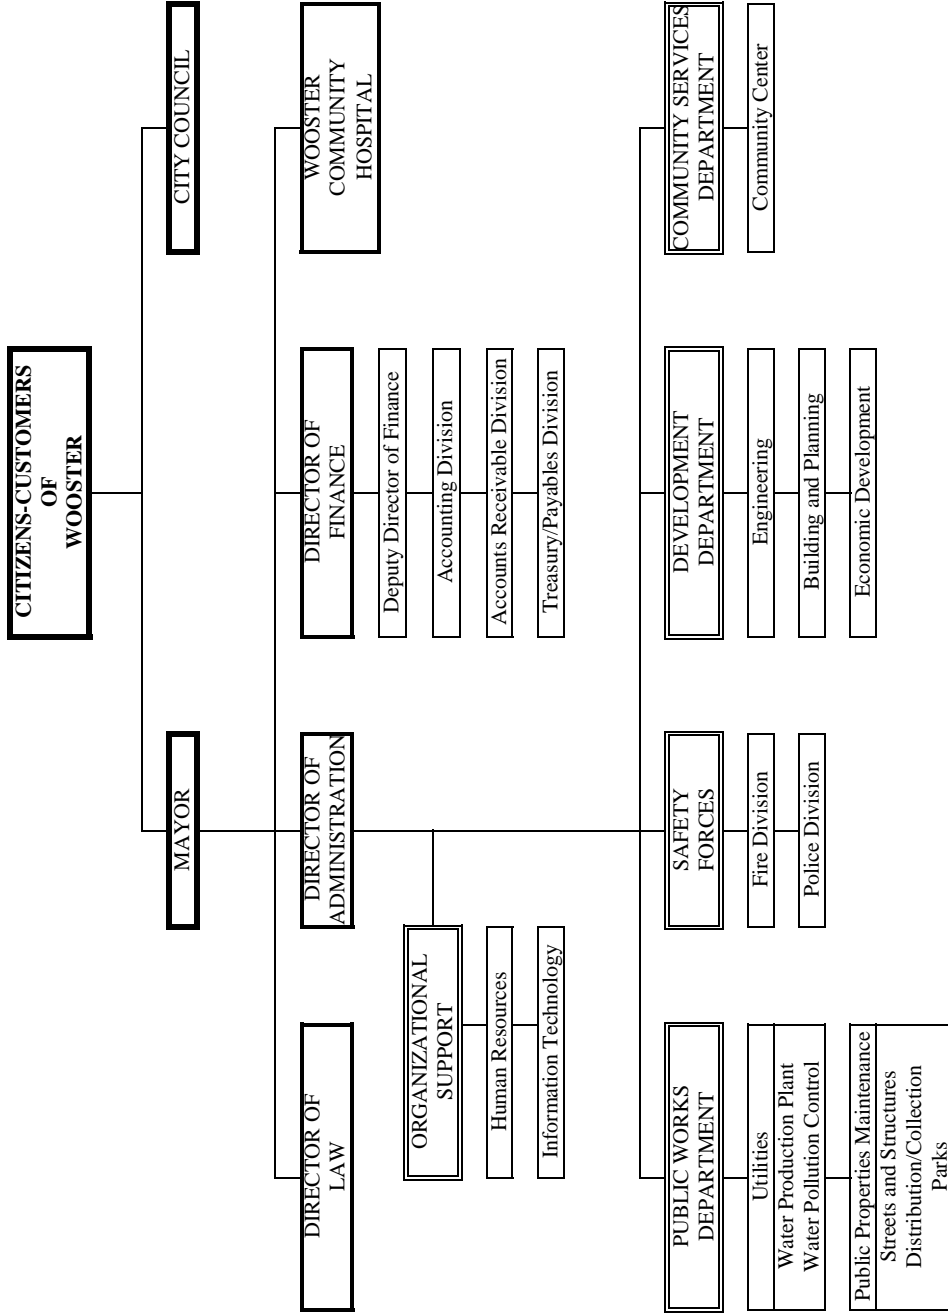 CITIZENS-CUSTOMERS
OF
WOOSTER
MAYOR
CITY COUNCIL
DIRECTOR OF
LAW
DIRECTOR OF
ADMINISTRATION
DIRECTOR OF
FINANCE
WOOSTER
COMMUNITY
HOSPITAL
Deputy Director of Finance
Accounting Division
Accounts Receivable Division
Treasury/Payables Division
ORGANIZATIONAL
SUPPORT
Human Resources
Information Technology
PUBLIC WORKS
DEPARTMENT
Utilities
Water Production Plant
Water Pollution Control
Public Properties Maintenance
Streets and Structures
Distribution/Collection
Parks
SAFETY
FORCES
Fire Division
Police Division
DEVELOPMENT
DEPARTMENT
Engineering
Building and Planning
Economic Development
COMMUNITY SERVICES
DEPARTMENT
Community Center